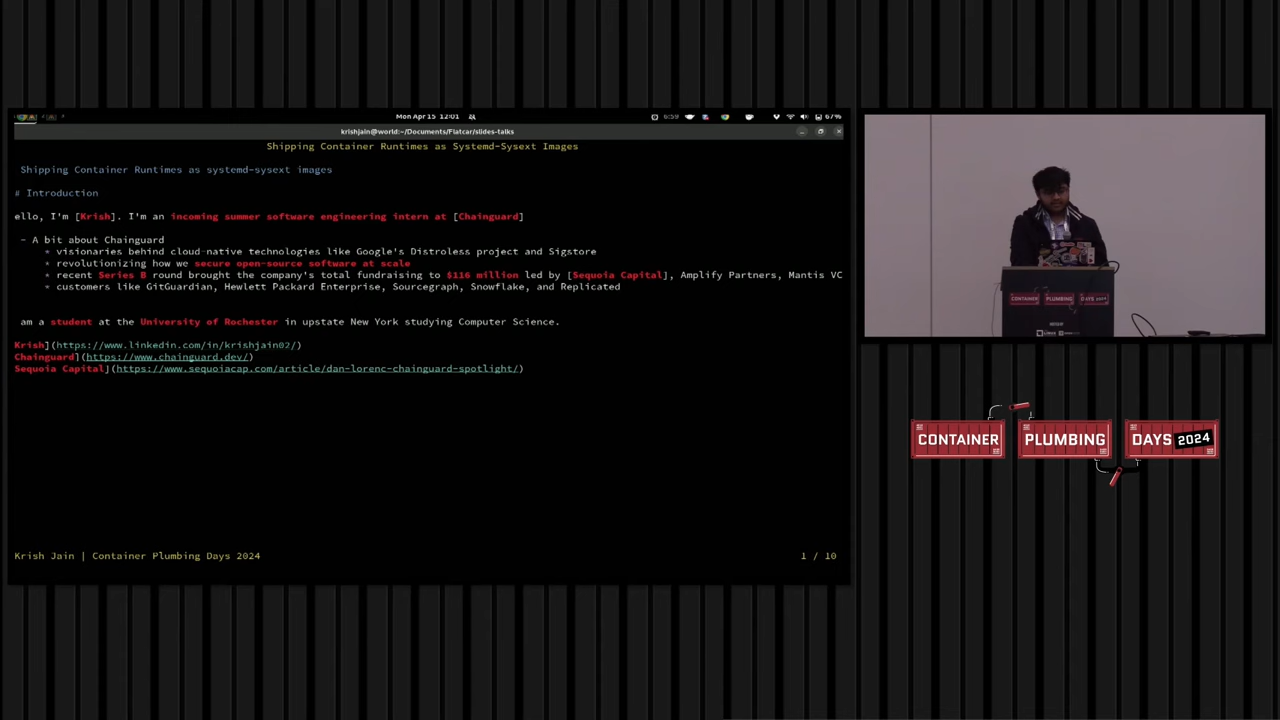 Mon Apr 15 12:01
6:59
67%
krishjain@world:~/Documents/Flatcar/slides-talks
Shipping Container Runtimes as Systemd-Sysext Images
Shipping Container Runtimes as systemd-sysext images
# Introduction
ello, I'm [Krish]. I'm an incoming summer software engineering intern at [Chainguard]
- A bit about Chainguard
* visionaries behind cloud-native technologies like Google's Distroless project and Sigstore
* revolutionizing how we secure open-source software at scale
* recent Series B round brought the company's total fundraising to $116 million led by [Sequoia Capital], Amplify Partners, Mantis VC
* customers like GitGuardian, Hewlett Packard Enterprise, Sourcegraph, Snowflake, and Replicated
am a student at the University of Rochester in upstate New York studying Computer Science.
Krish](https://www.linkedin.com/in/krishjain02/)
Chainguard](https://www.chainguard.dev/)
Sequoia Capital](https://www.sequoiacap.com/article/dan-lorenc-chainguard-spotlight/)
Krish Jain | Container Plumbing Days 2024
1 / 10
CONTAINER PLUMBING DAYS 2024
CONTAINER PLUMBING DAYS 2024